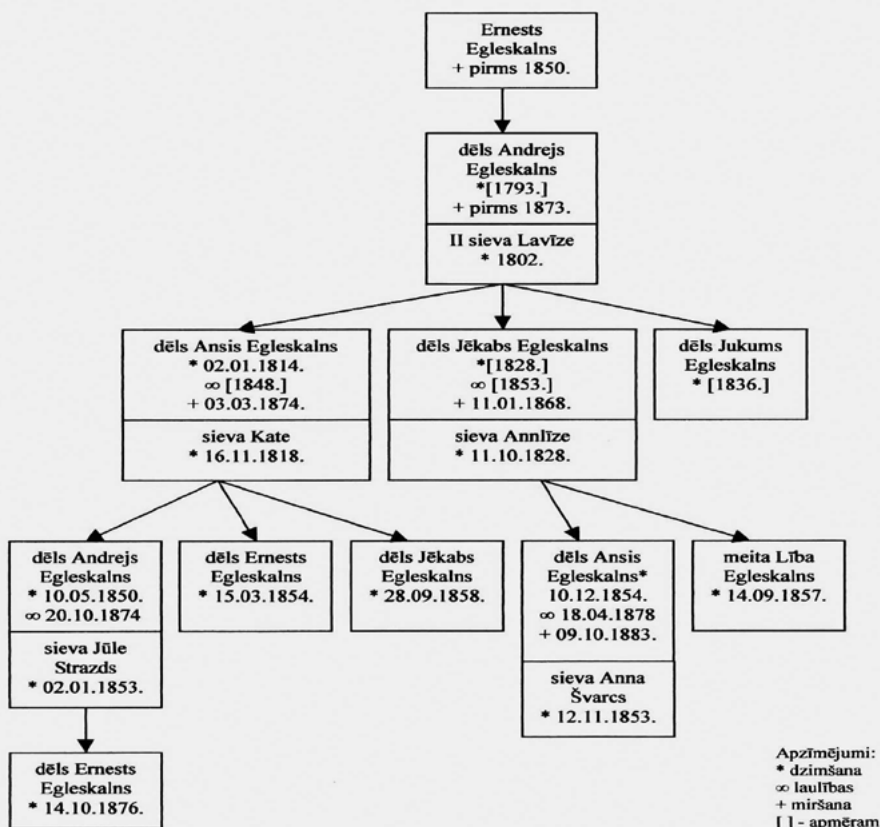 Ernests
Egleskalns
+ pirms 1850.
dēls Andrejs
Egleskalns
*[1793.]
+ pirms 1873.
II sieva Lavīze
* 1802.
dēls Ansis Egleskalns
* 02.01.1814.
∞ [1848.]
+ 03.03.1874.
sieva Kate
* 16.11.1818.
dēls Jēkabs Egleskalns
*[1828.]
∞ [1853.]
+ 11.01.1868.
sieva Annlīze
* 11.10.1828.
dēls Jukums
Egleskalns
* [1836.]
dēls Andrejs
Egleskalns
* 10.05.1850.
∞ 20.10.1874
sieva Jūle
Strazds
* 02.01.1853.
dēls Ernests
Egleskalns
* 15.03.1854.
dēls Jēkabs
Egleskalns
* 28.09.1858.
dēls Ansis
Egleskalns*
10.12.1854.
∞ 18.04.1878
+ 09.10.1883.
sieva Anna
Švarcs
* 12.11.1853.
meita Lība
Egleskalns
* 14.09.1857.
dēls Ernests
Egleskalns
* 14.10.1876.
Apzīmējumi:
* dzimšana
∞ laulības
+ miršana
[ ] - apmēram